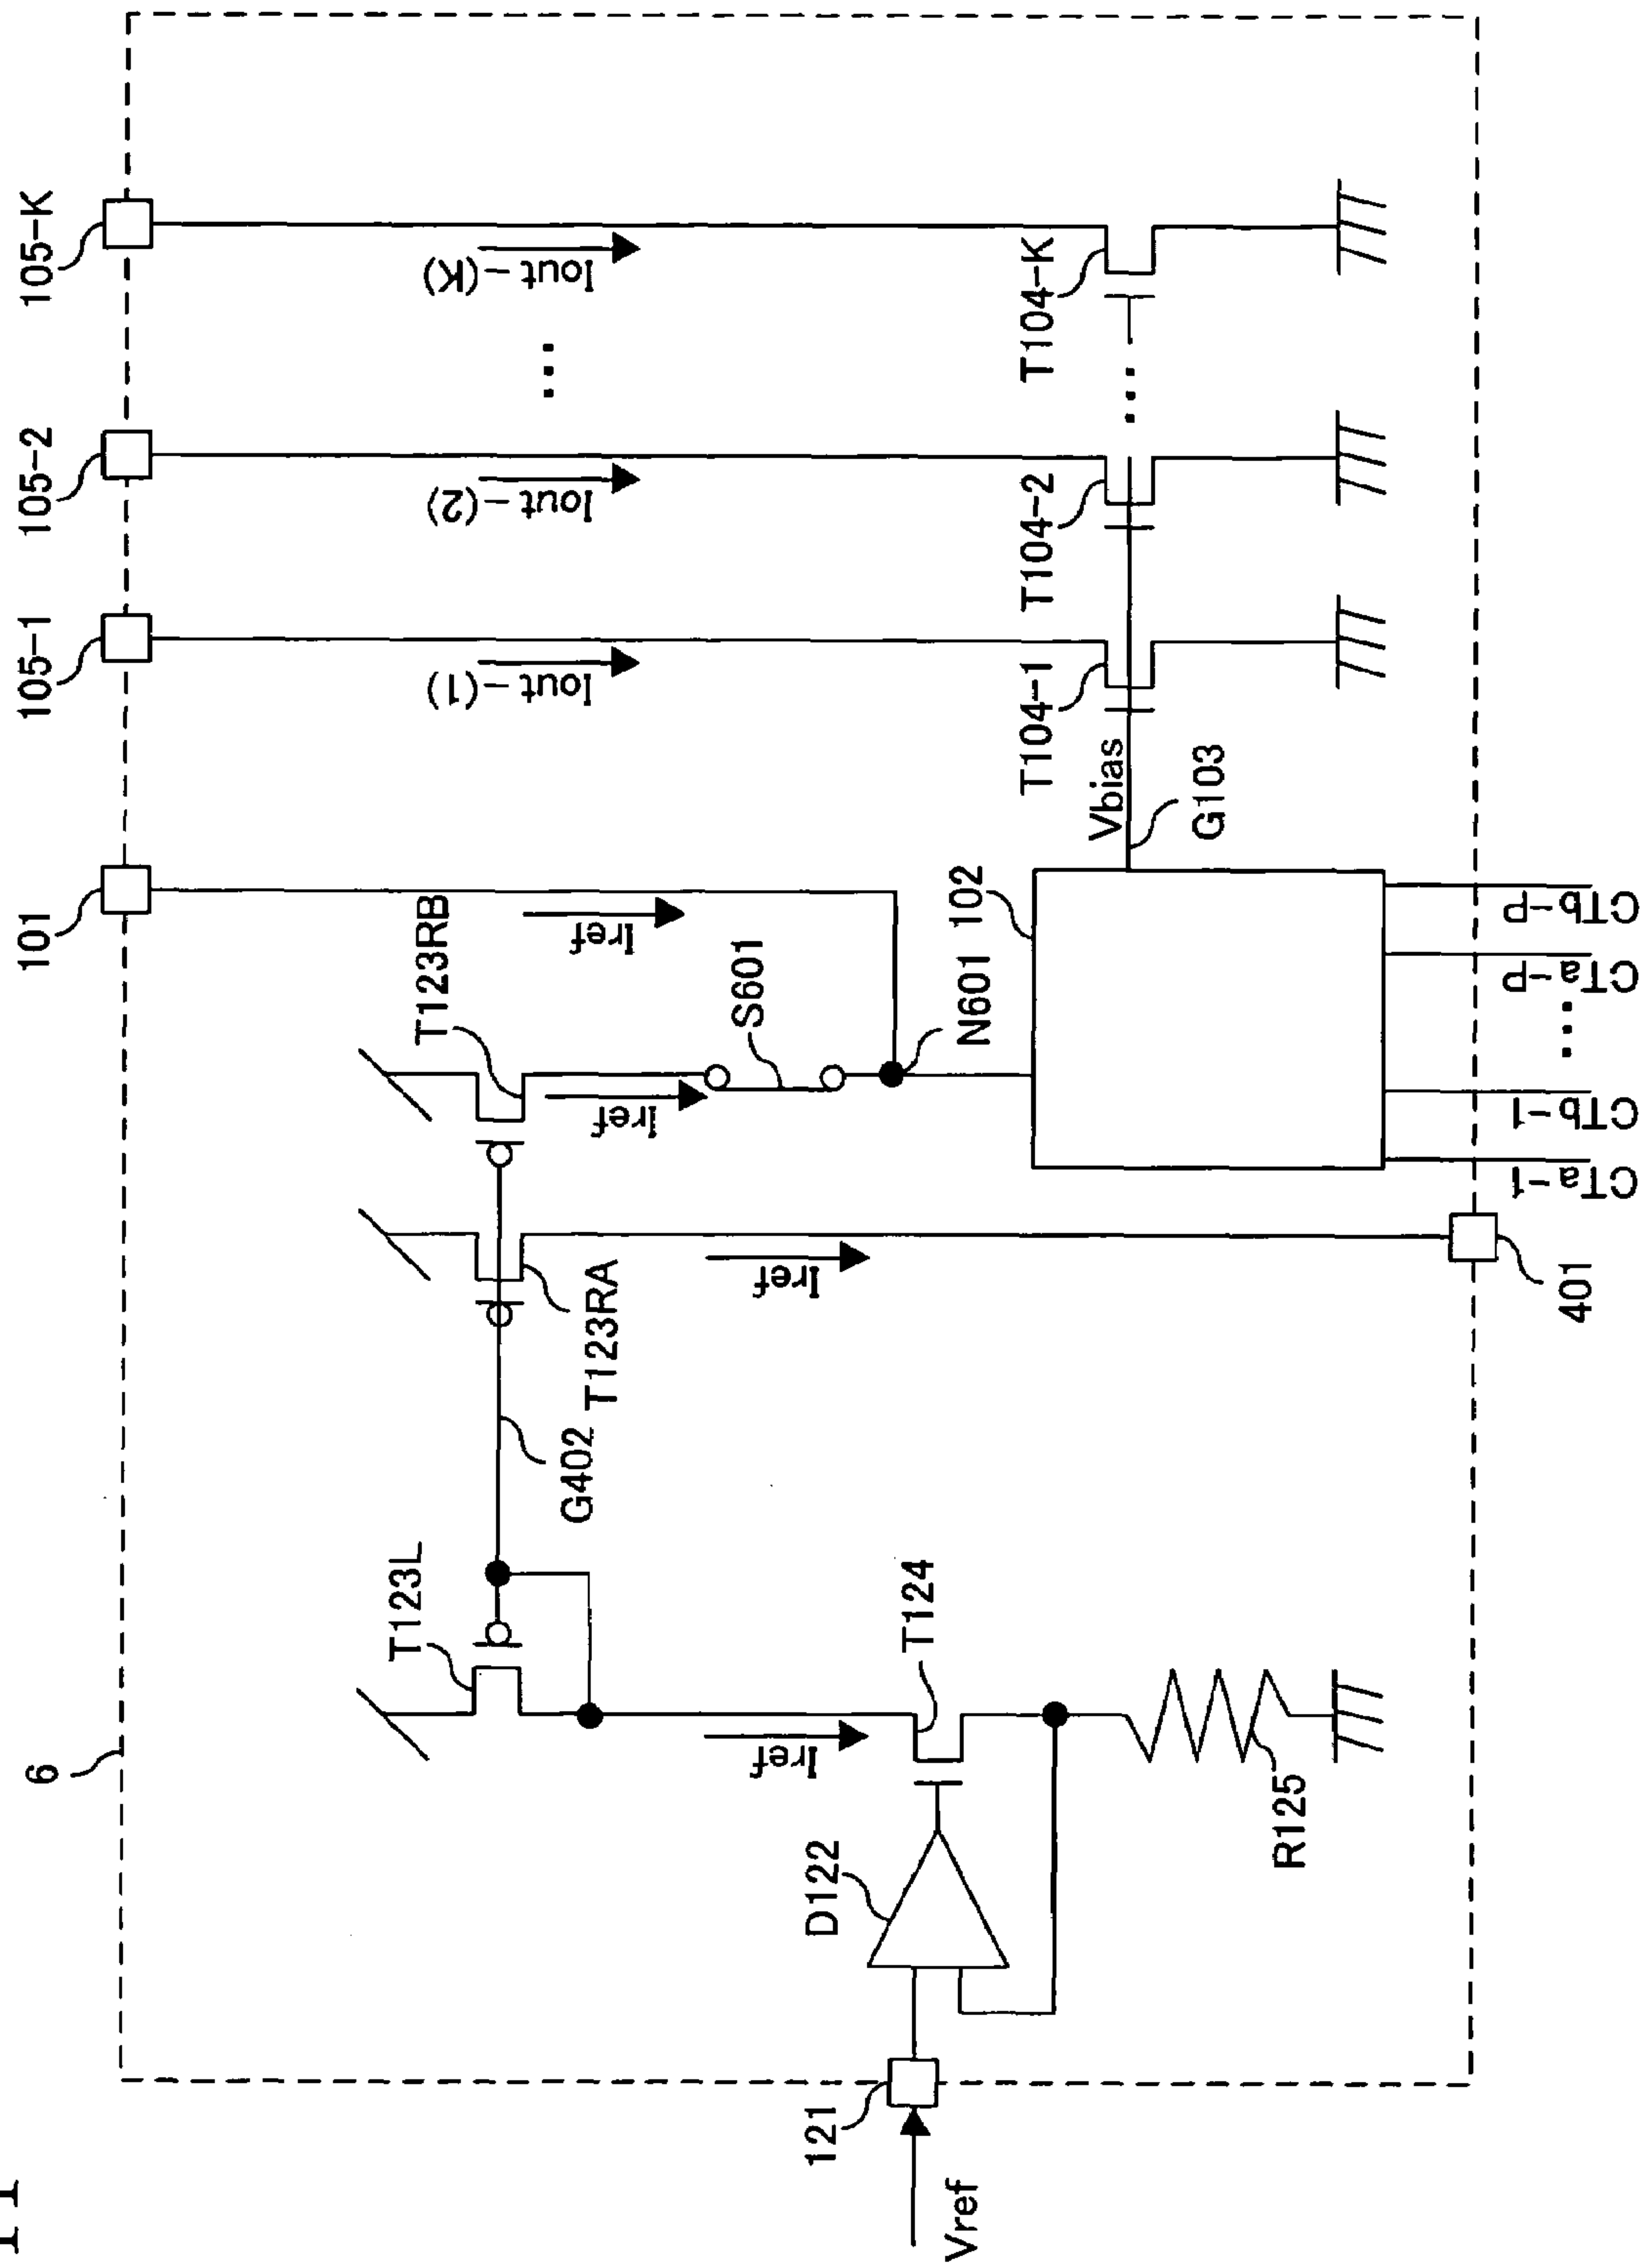 6
101
105-1
105-2
105-K
T123L
G402
T123RA
T123RB
Iref
Iref
Iref
Iref
S601
N601
102
Iout-(1)
Iout-(2)
...
Iout-(K)
Vref
121
D122
T124
R125
401
Vbias
G103
T104-1
T104-2
...
T104-K
CTa-1
CTb-1
...
CTa-P
CTb-P